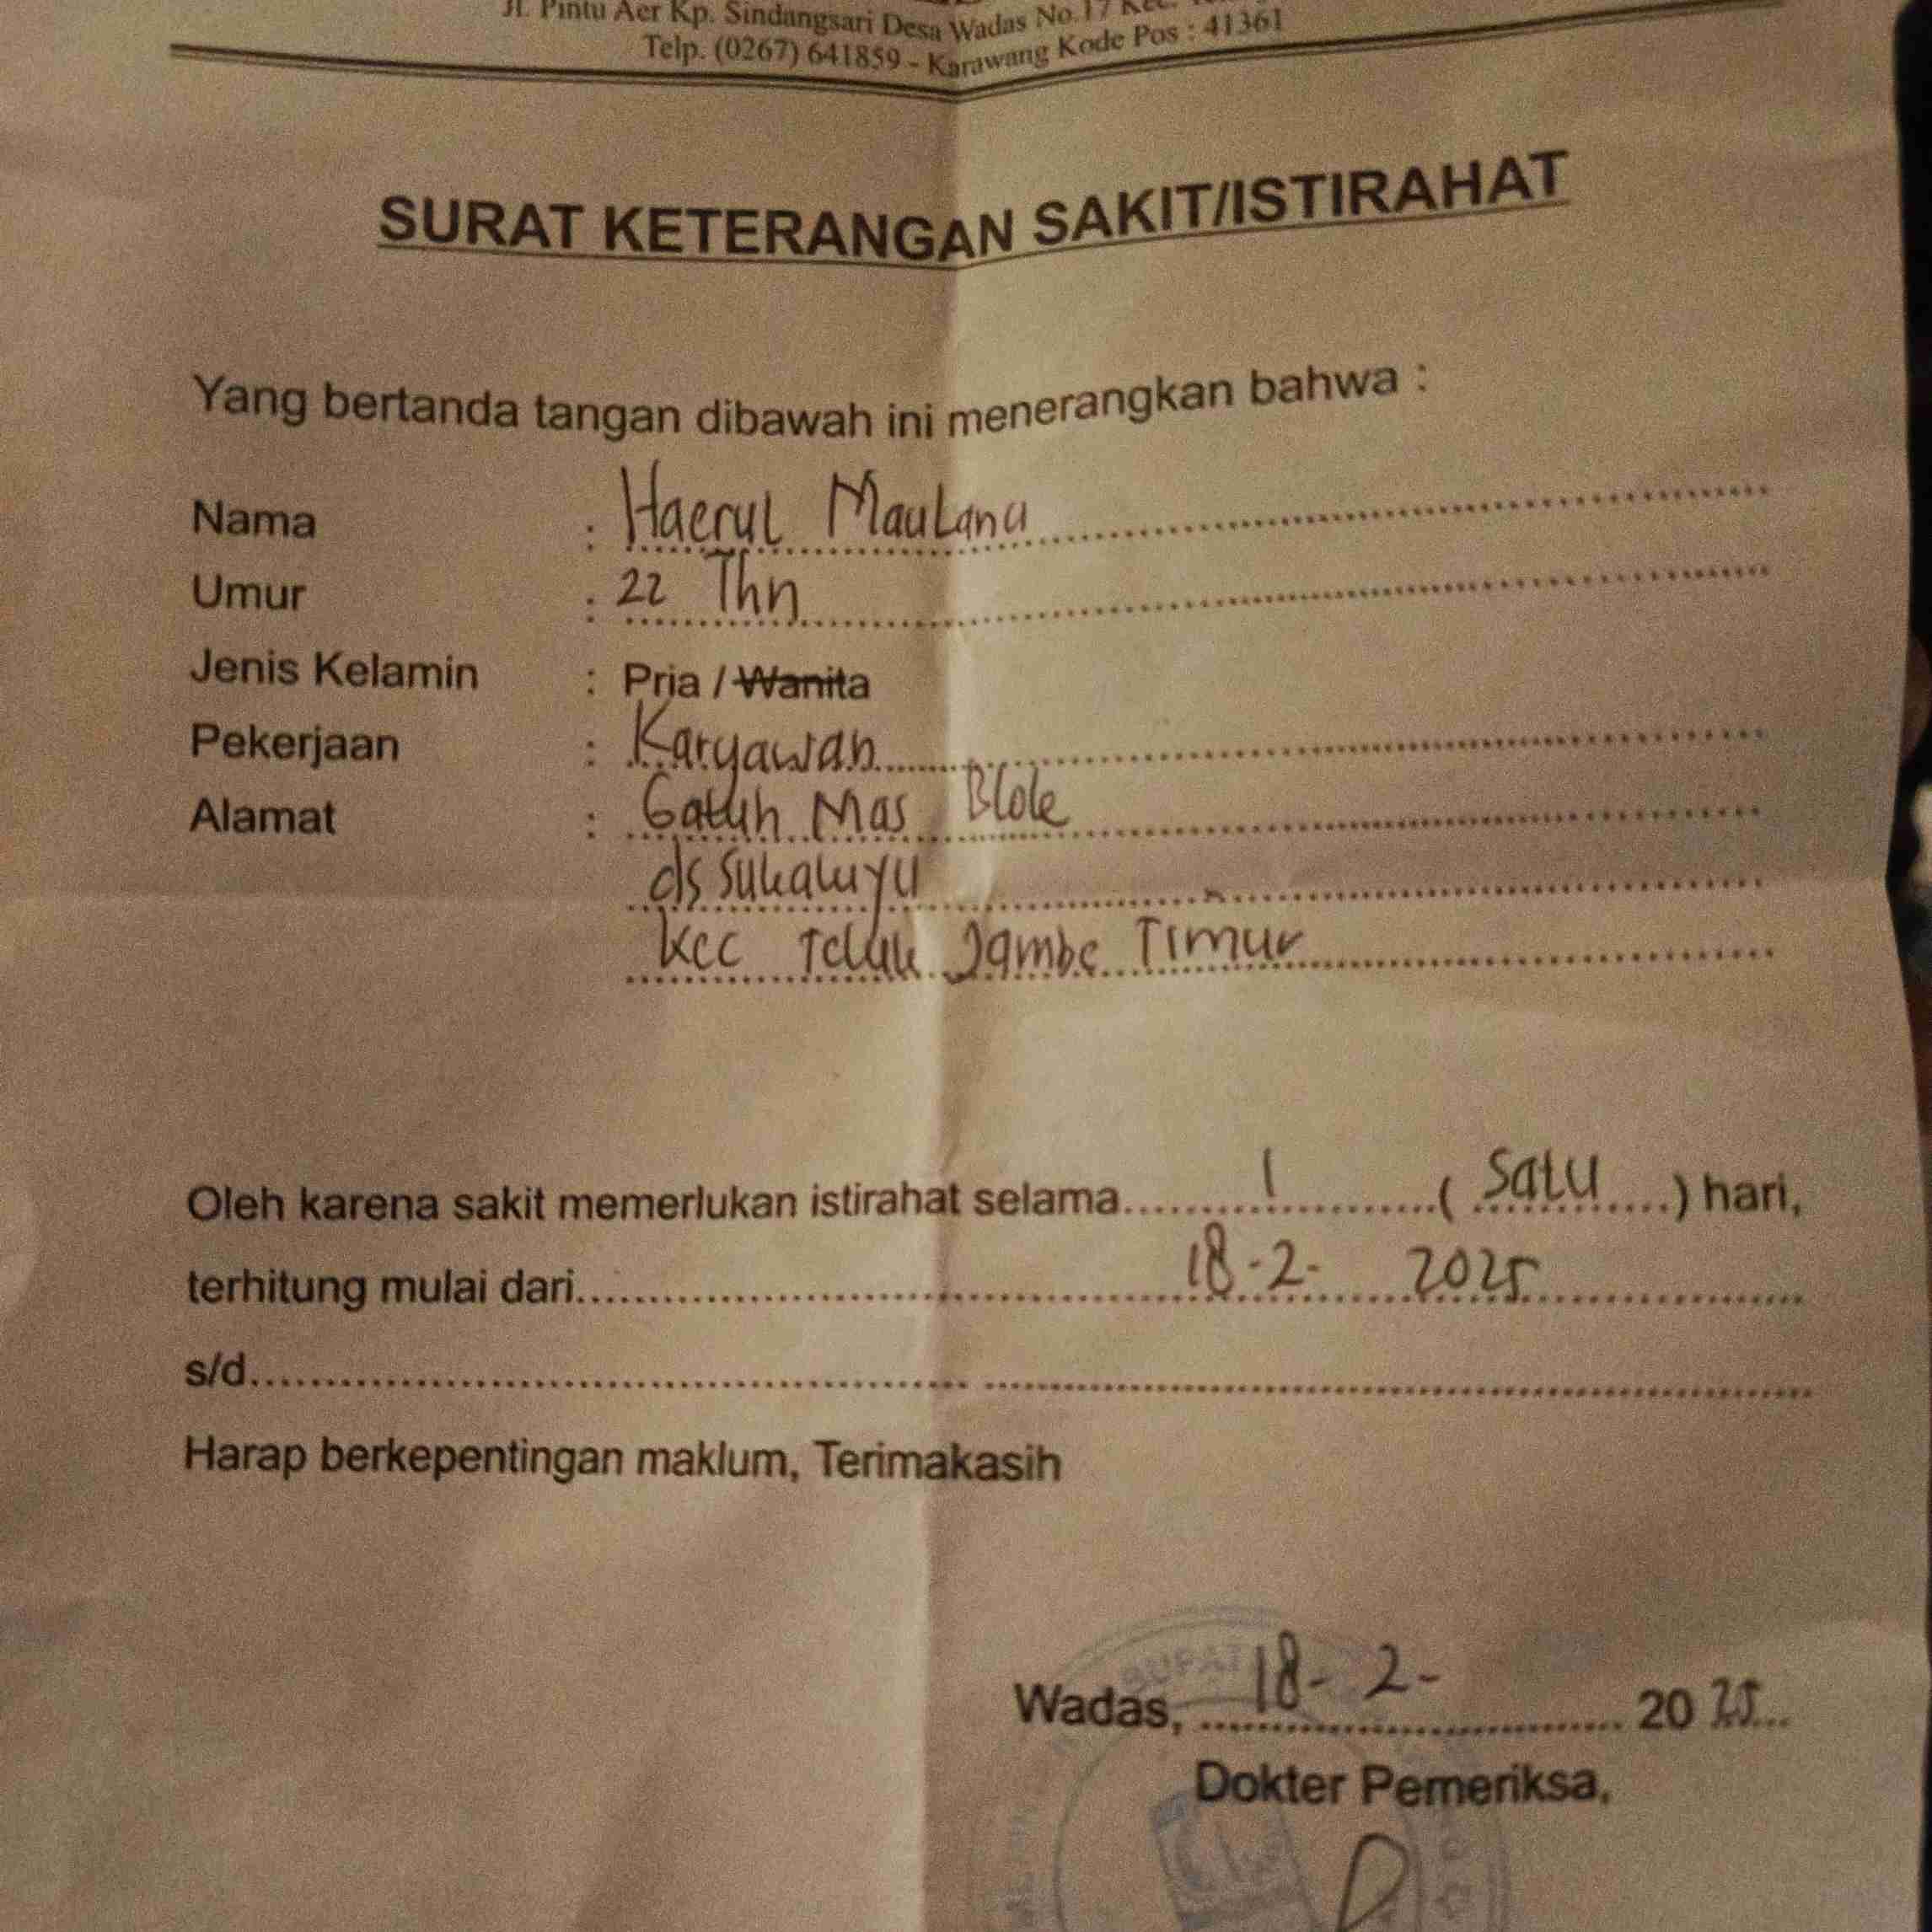 Jl. Pintu Aer Kp. Sindangsari Desa Wadas No.17 Kec.
Telp. (0267) 641859 - Karawang Kode Pos : 41361
SURAT KETERANGAN SAKIT/ISTIRAHAT
Yang bertanda tangan dibawah ini menerangkan bahwa :
Nama : Haerul Maulana
Umur : 22 Thn
Jenis Kelamin : Pria / Wanita
Pekerjaan : Karyawan
Alamat : Galuh Mas Blok
ds Sukaluyu
kec Teluk Jambe Timur
Oleh karena sakit memerlukan istirahat selama.....1.....( Satu ....) hari,
terhitung mulai dari..... 18-2- 2025
s/d.....
Harap berkepentingan maklum, Terimakasih
Wadas, 18-2- 2025
Dokter Pemeriksa,